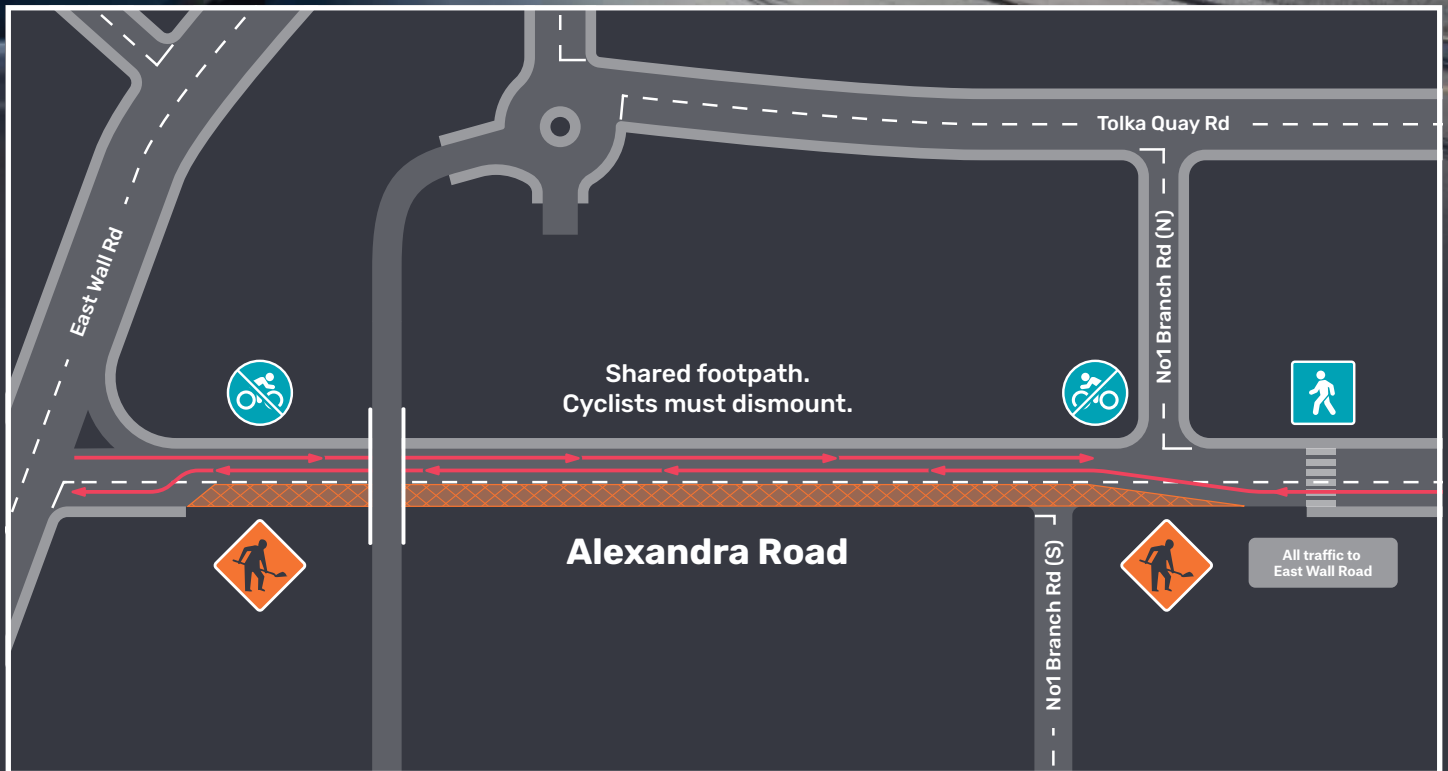 Tolka Quay Rd
East Wall Rd
No1 Branch Rd (N)
Shared footpath.
Cyclists must dismount.
Alexandra Road
No1 Branch Rd (S)
All traffic to
East Wall Road